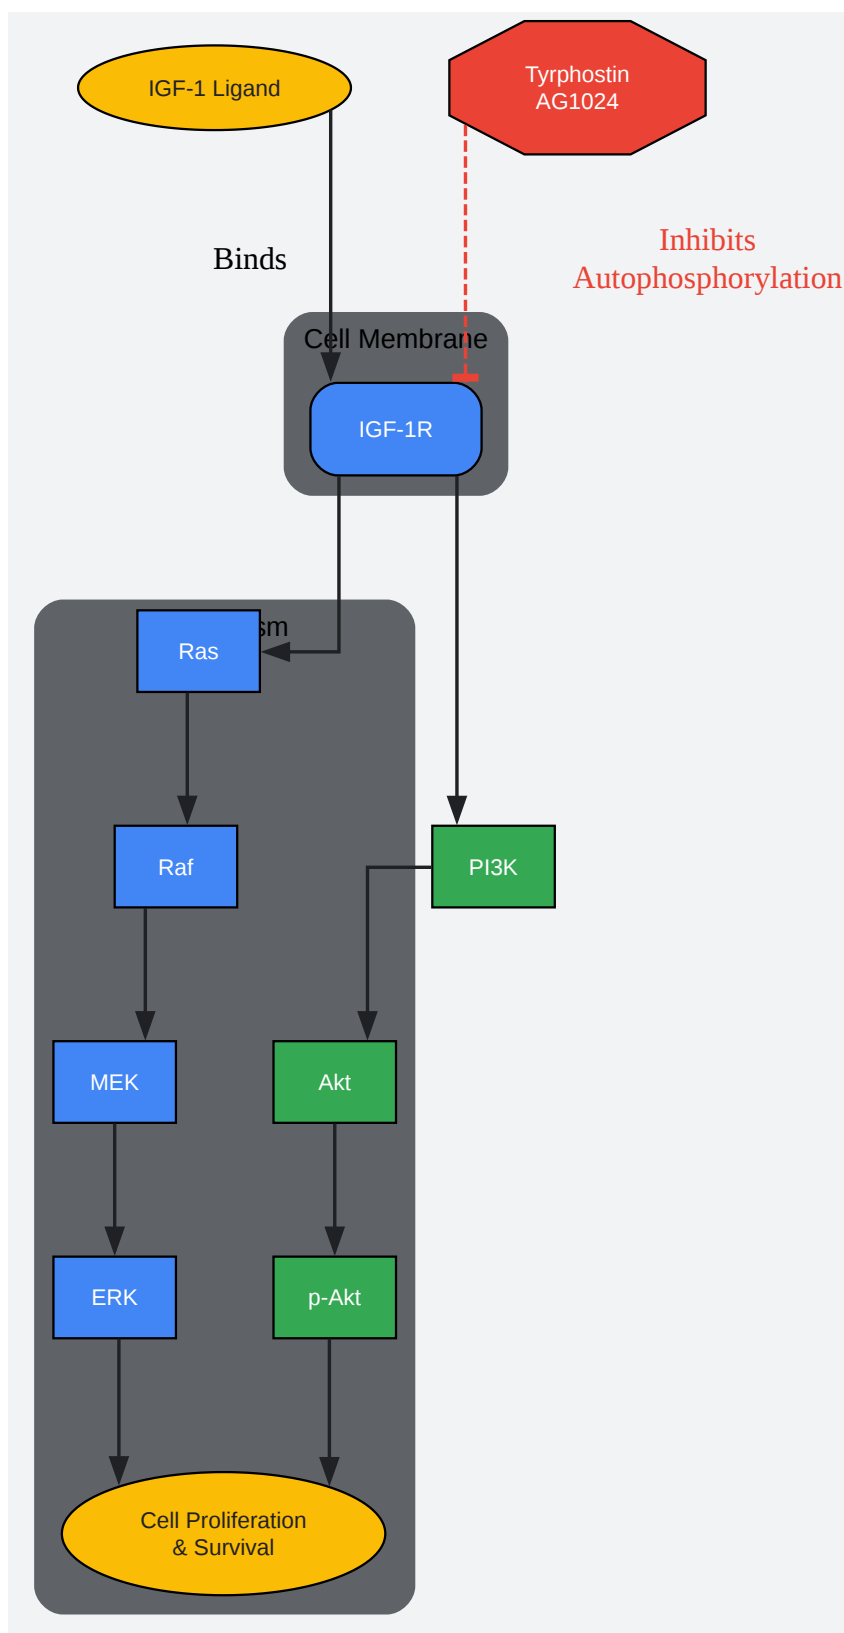 IGF-1 Ligand
Tyrphostin
AG1024
Binds
Inhibits
Autophosphorylation
Cell Membrane
IGF-1R
Ras
Raf
PI3K
MEK
Akt
ERK
p-Akt
Cell Proliferation
& Survival